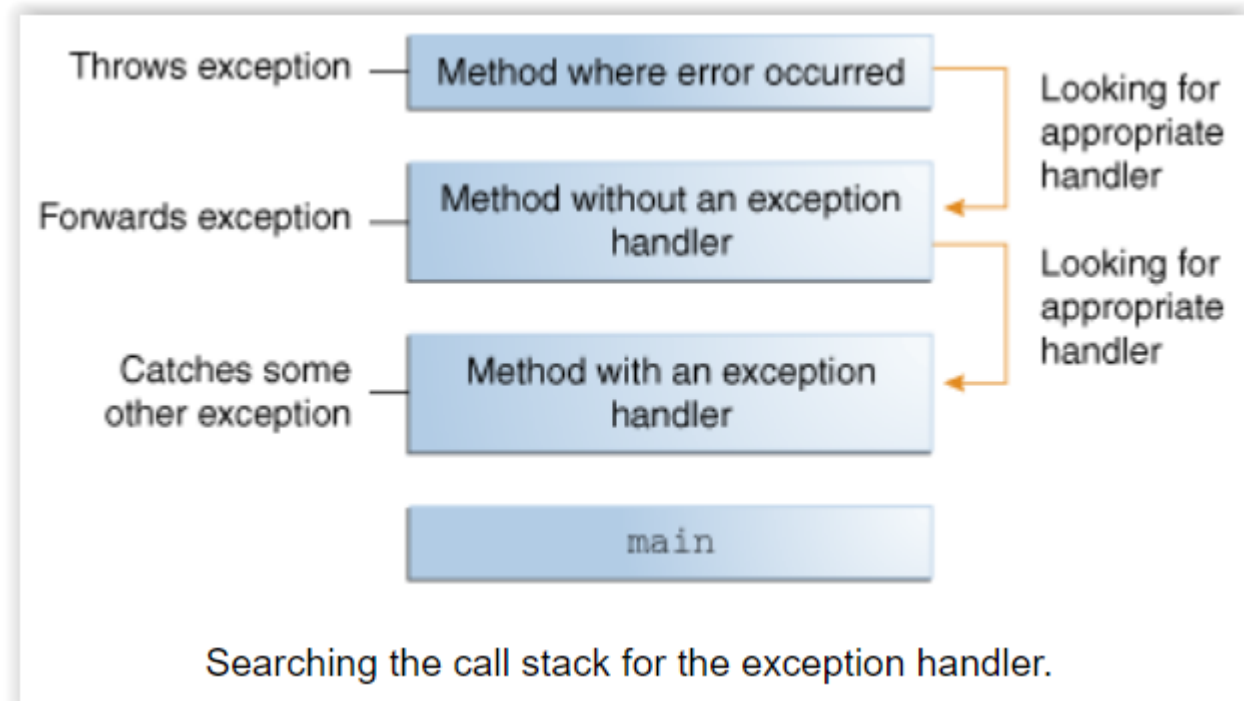 Throws exception
Method where error occurred
Looking for
appropriate
handler
Forwards exception
Method without an exception
handler
Looking for
appropriate
handler
Catches some
other exception
Method with an exception
handler
main
Searching the call stack for the exception handler.